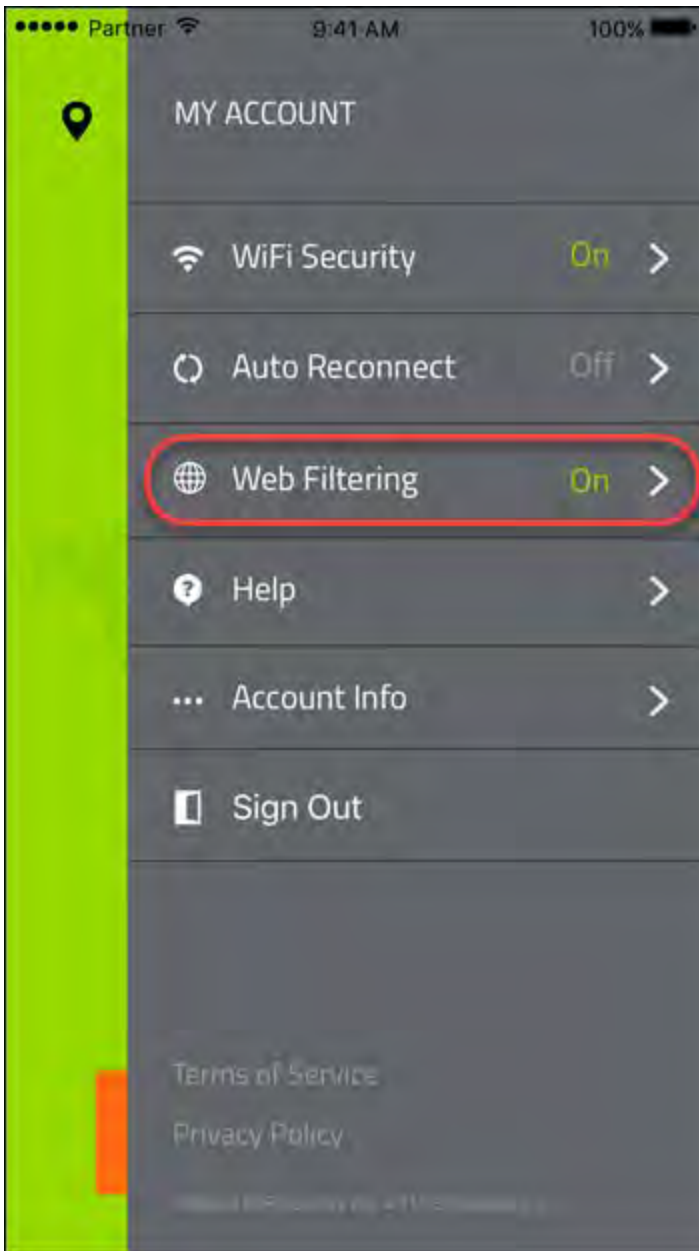 Partner 9:41 AM 100%
MY ACCOUNT
WiFi Security On
Auto Reconnect Off
Web Filtering On
Help
Account Info
Sign Out
Terms of Service
Privacy Policy